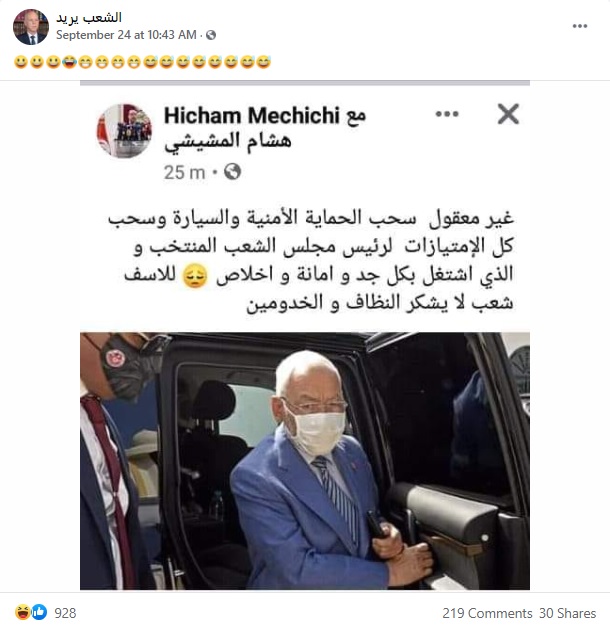 الشعب يريد
September 24 at 10:43 AM ·
😃😃😃😂😁😁😁😁😅😅😅😅😅😅😅😅
Hicham Mechichi مع
هشام المشيشي
25 m ·
غير معقول سحب الحماية الأمنية والسيارة وسحب
كل الإمتيازات لرئيس مجلس الشعب المنتخب و
الذي اشتغل بكل جد و امانة و اخلاص 😔 للاسف
شعب لا يشكر النظاف و الخدومين
928
219 Comments 30 Shares